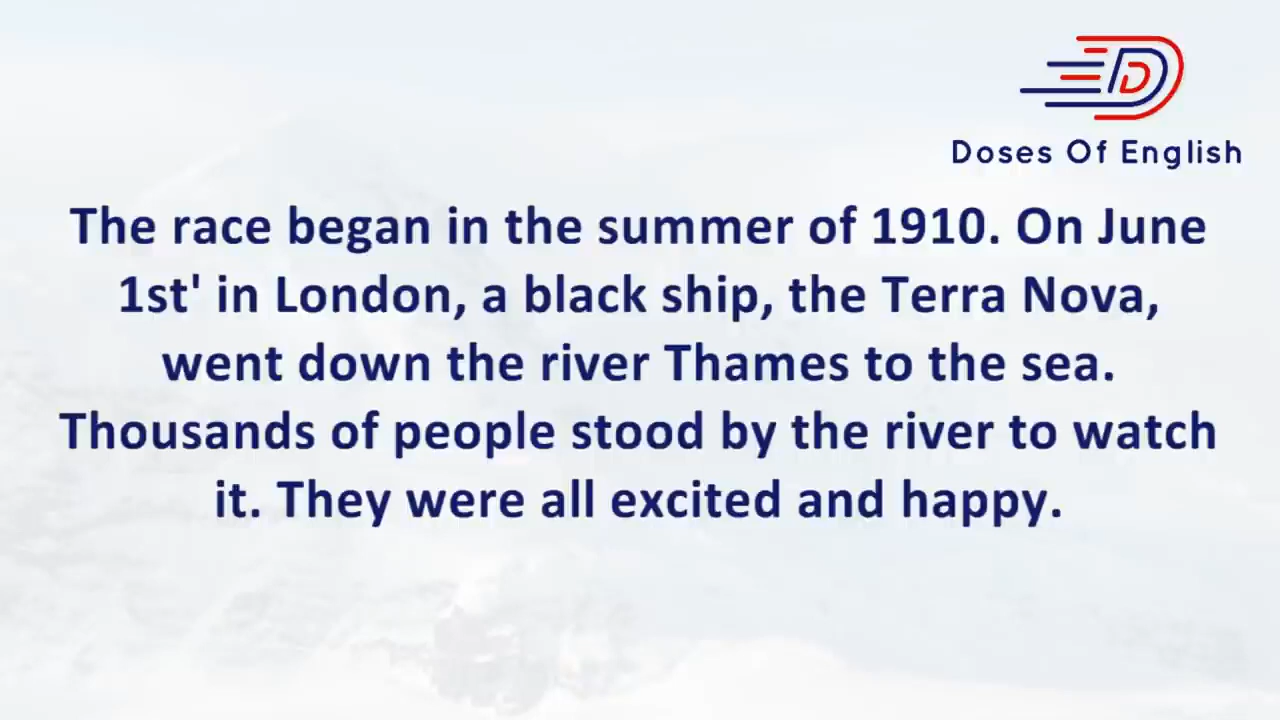 Doses Of English
The race began in the summer of 1910. On June
1st' in London, a black ship, the Terra Nova,
went down the river Thames to the sea.
Thousands of people stood by the river to watch
it. They were all excited and happy.